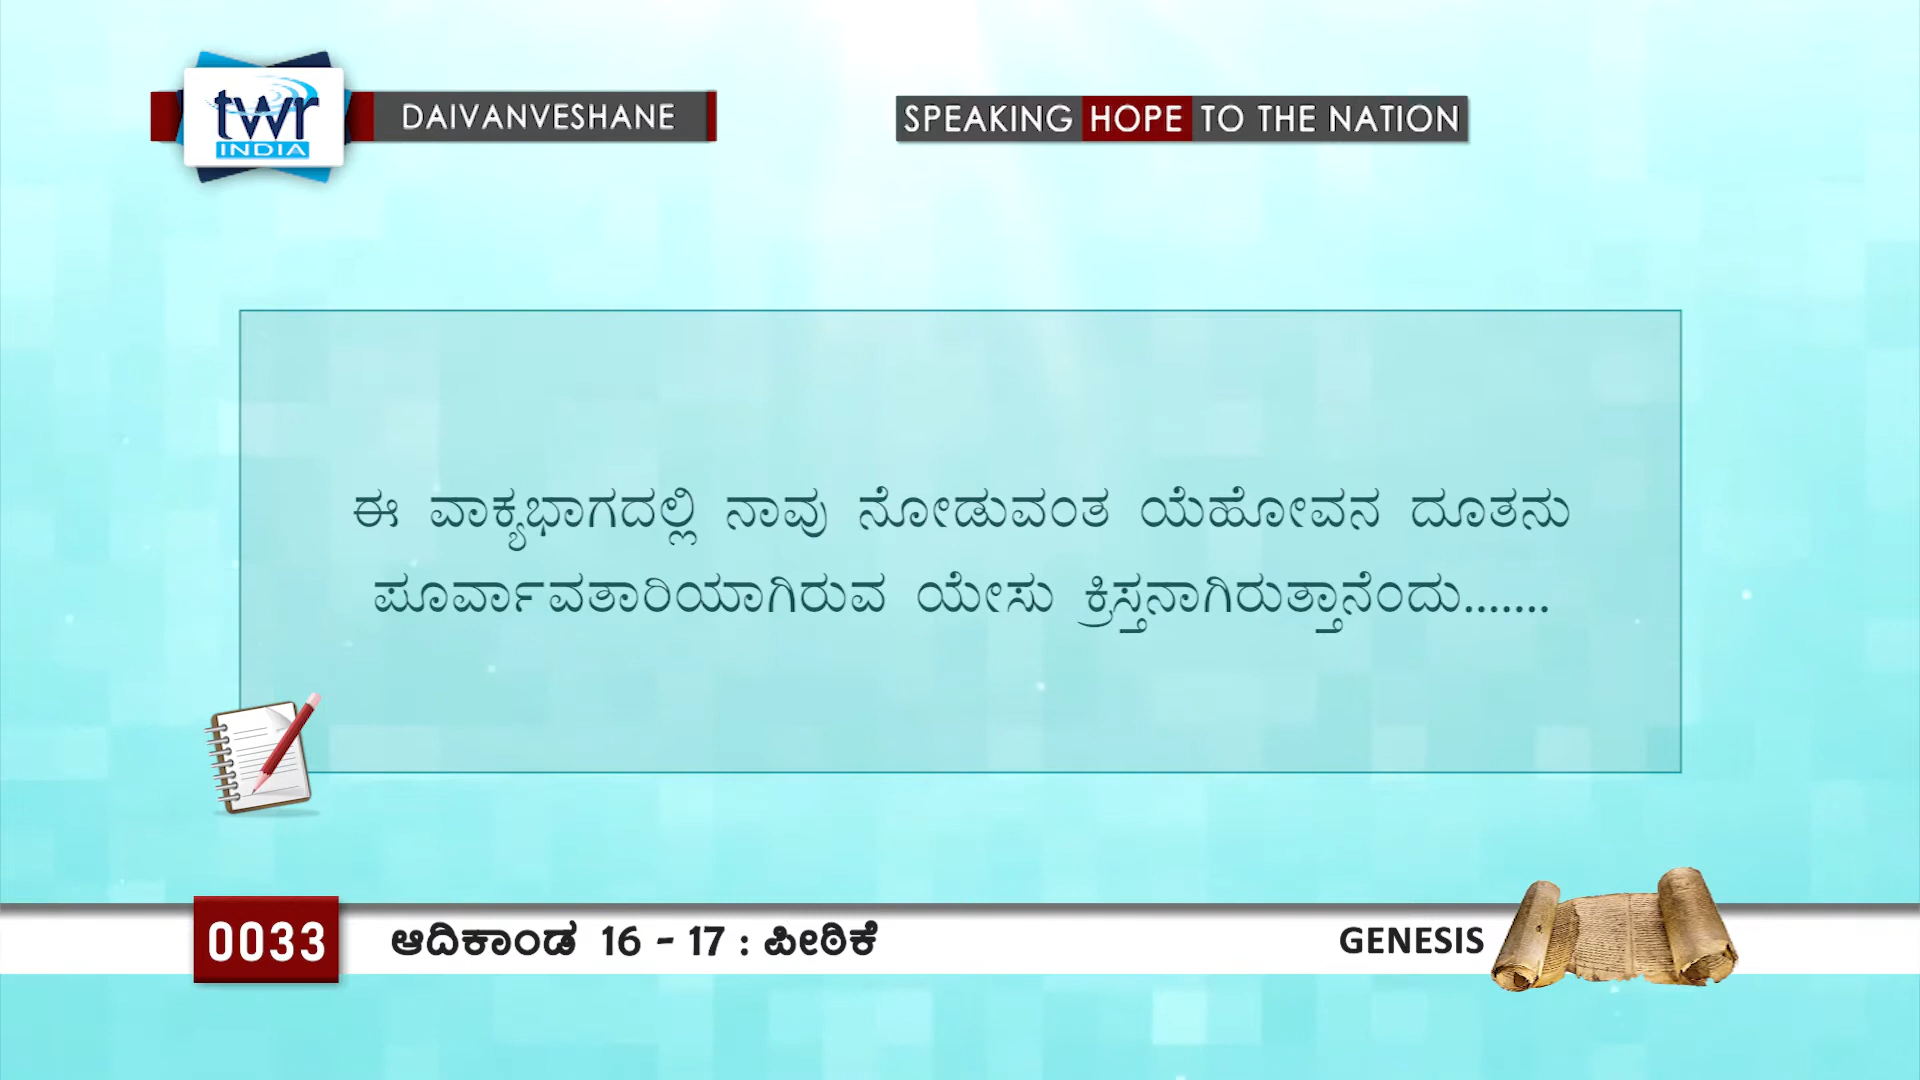 twr
INDIA
DAIVANVESHANE
SPEAKING HOPE TO THE NATION
ಈ ವಾಕ್ಯಭಾಗದಲ್ಲಿ ನಾವು ನೋಡುವಂತ ಯೆಹೋವನ ದೂತನು
ಪೂರ್ವಾವತಾರಿಯಾಗಿರುವ ಯೇಸು ಕ್ರಿಸ್ತನಾಗಿರುತ್ತಾನೆಂದು.......
0033
ಆದಿಕಾಂಡ 16 - 17 : ಪೀಠಿಕೆ
GENESIS